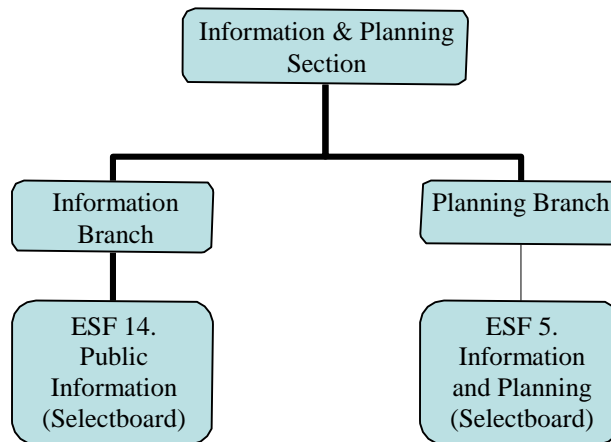 Information & Planning
Section
Information
Branch
Planning Branch
ESF 14.
Public
Information
(Selectboard)
ESF 5.
Information
and Planning
(Selectboard)